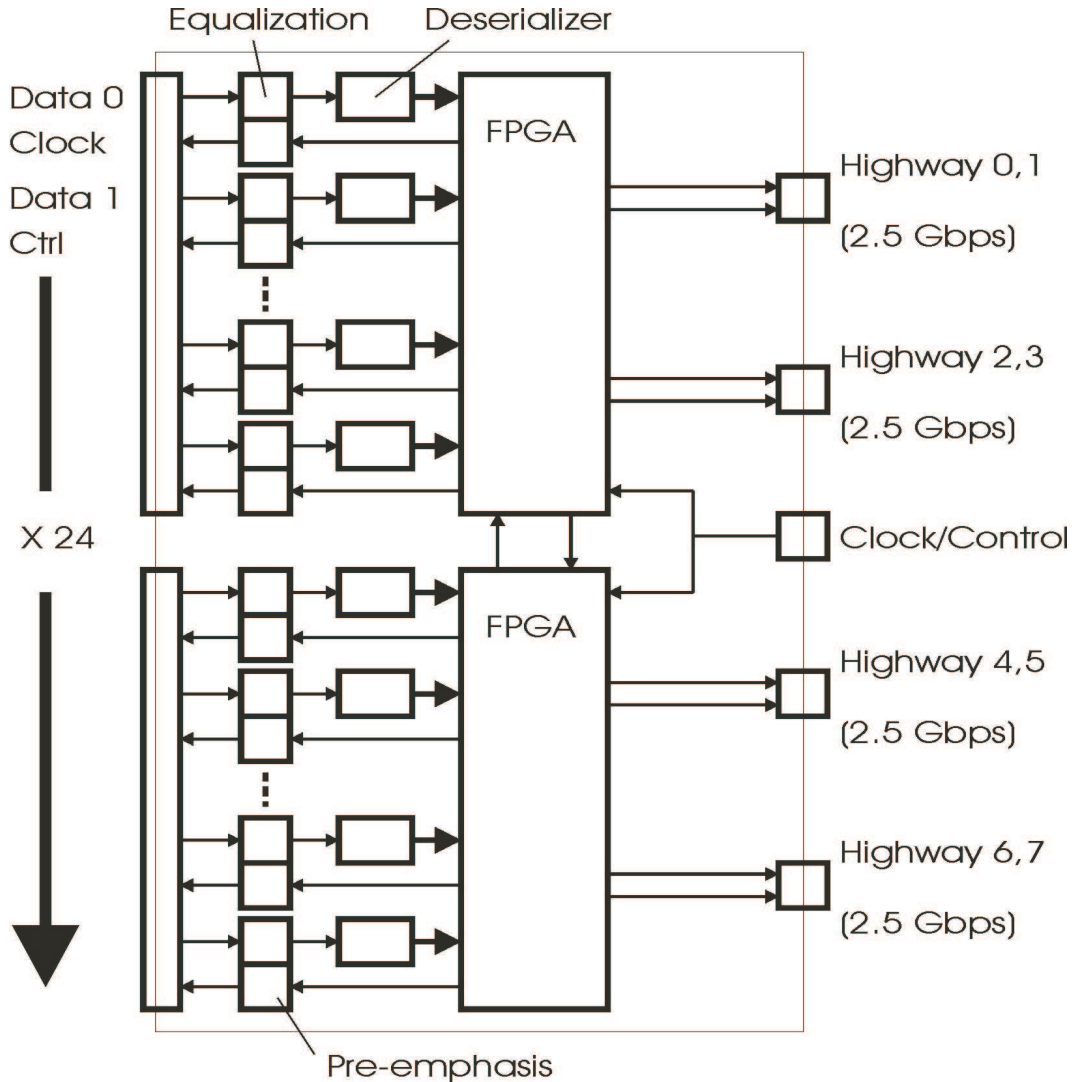 Equalization
Deserializer
Data 0
Clock
Data 1
Ctrl
X 24
FPGA
FPGA
Highway 0,1
(2.5 Gbps)
Highway 2,3
(2.5 Gbps)
Clock/Control
Highway 4,5
(2.5 Gbps)
Highway 6,7
(2.5 Gbps)
Pre-emphasis